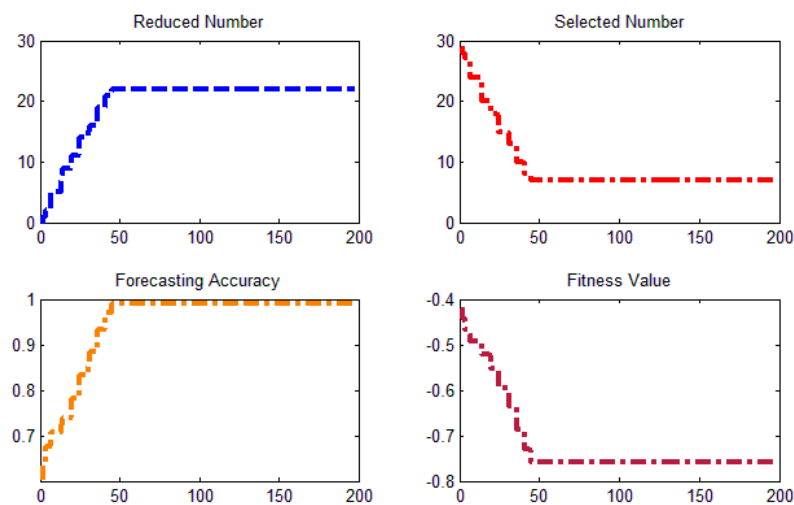 Reduced Number
30
20
10
0
0 50 100 150 200
Selected Number
30
20
10
0
0 50 100 150 200
Forecasting Accuracy
1
0.9
0.8
0.7
0 50 100 150 200
Fitness Value
-0.4
-0.5
-0.6
-0.7
-0.8
0 50 100 150 200